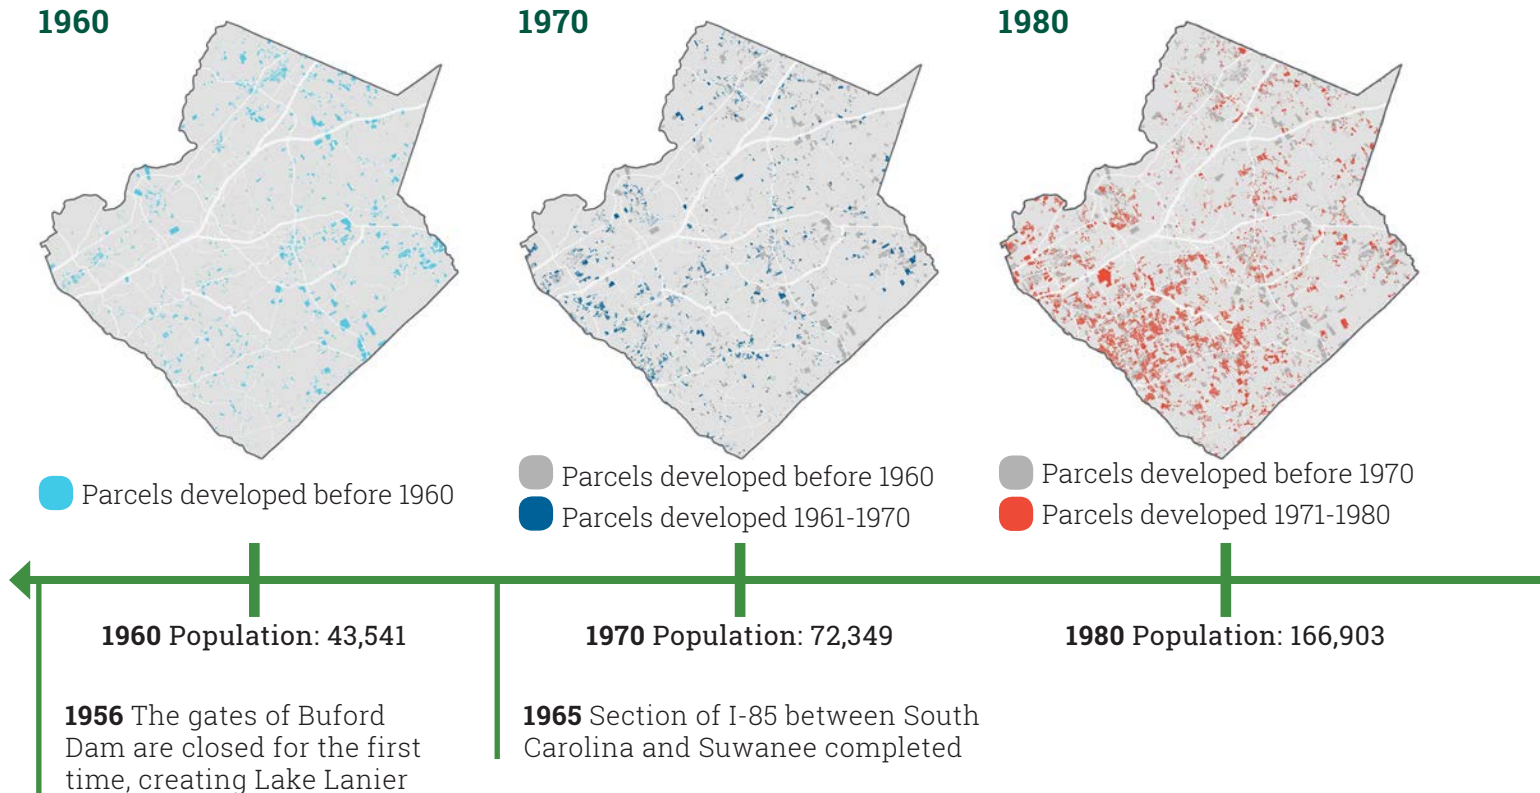 1960
1970
1980
Parcels developed before 1960
Parcels developed before 1960
Parcels developed 1961-1970
Parcels developed before 1970
Parcels developed 1971-1980
1960 Population: 43,541
1970 Population: 72,349
1980 Population: 166,903
1956 The gates of Buford
Dam are closed for the first
time, creating Lake Lanier
1965 Section of I-85 between South
Carolina and Suwanee completed